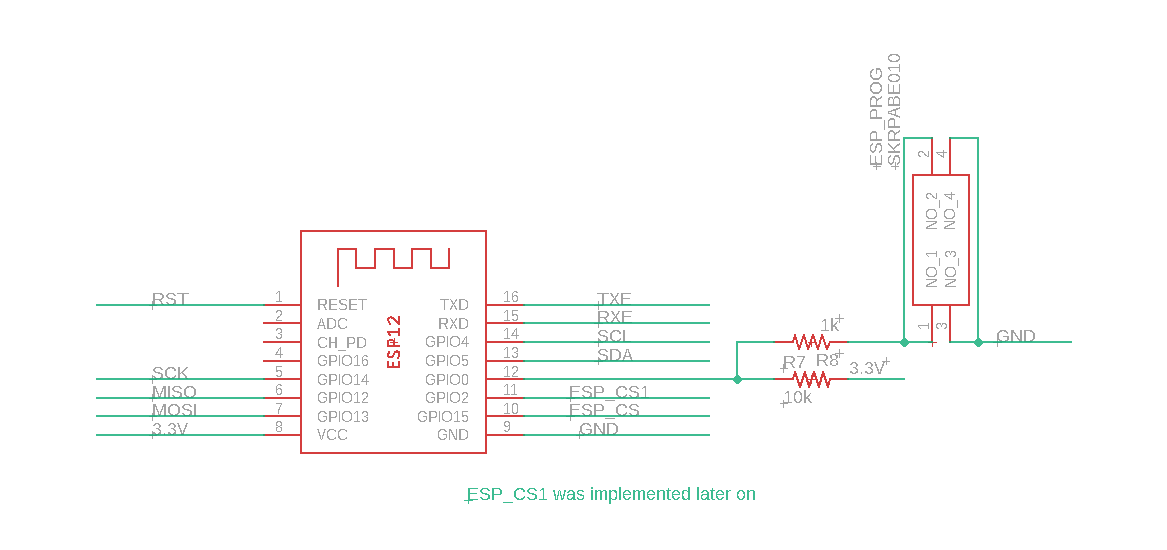 ESP_PROG
SKRPABE010
2
4
NO_2
NO_4
NO_1
NO_3
1
3
GND
RST
1
RESET
TXD
16
TXE
2
ADC
RXD
15
RXE
3
CH_PD
GPIO4
14
SCL
4
GPIO16
GPIO5
13
SDA
SCK
5
GPIO14
GPIO0
12
MISO
6
GPIO12
GPIO2
11
ESP_CS1
MOSI
7
GPIO13
GPIO15
10
ESP_CS
3.3V
8
VCC
GND
9
GND
ESP12
1k
R7
R8
3.3V
10k
ESP_CS1 was implemented later on